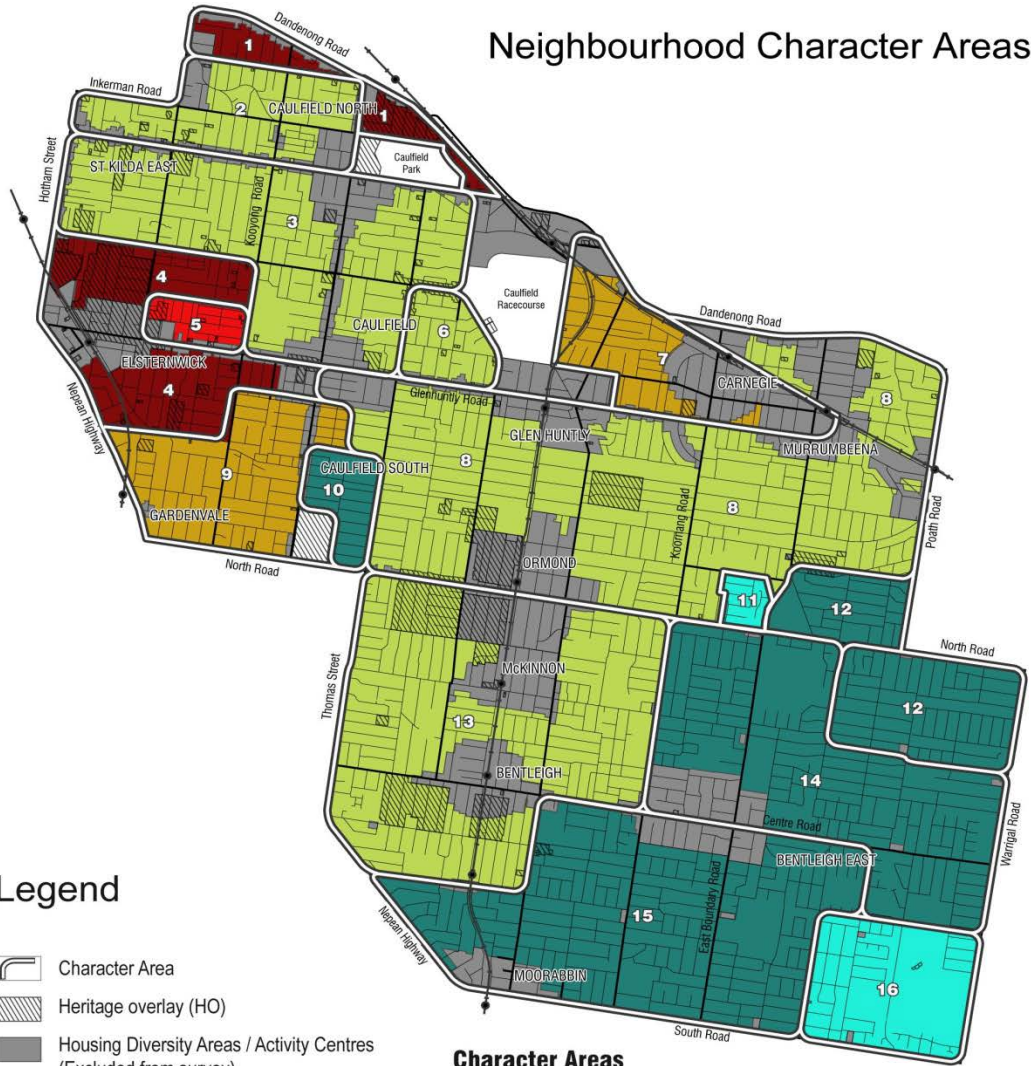 Neighbourhood Character Areas
Dandenong Road
1
Inkerman Road
2
CAULFIELD NORTH
1
Caulfield
Park
Hotham Street
ST KILDA EAST
Kooyong Road
3
4
Caulfield
Racecourse
5
CAULFIELD
6
Dandenong Road
ELSTERNWICK
7
CARNEGIE
8
4
Glenhuntly Road
Nepean Highway
GLEN HUNTLY
MURRUMBEENA
9
CAULFIELD SOUTH
8
10
8
GARDENVALE
Koornang Road
Poath Road
North Road
ORMOND
11
12
North Road
Thomas Street
McKINNON
12
13
14
BENTLEIGH
Centre Road
Warrigal Road
BENTLEIGH EAST
East Boundary Road
15
Nepean Highway
MOORABBIN
16
South Road
Legend
Character Area
Heritage overlay (HO)
Housing Diversity Areas / Activity Centres
Character Areas